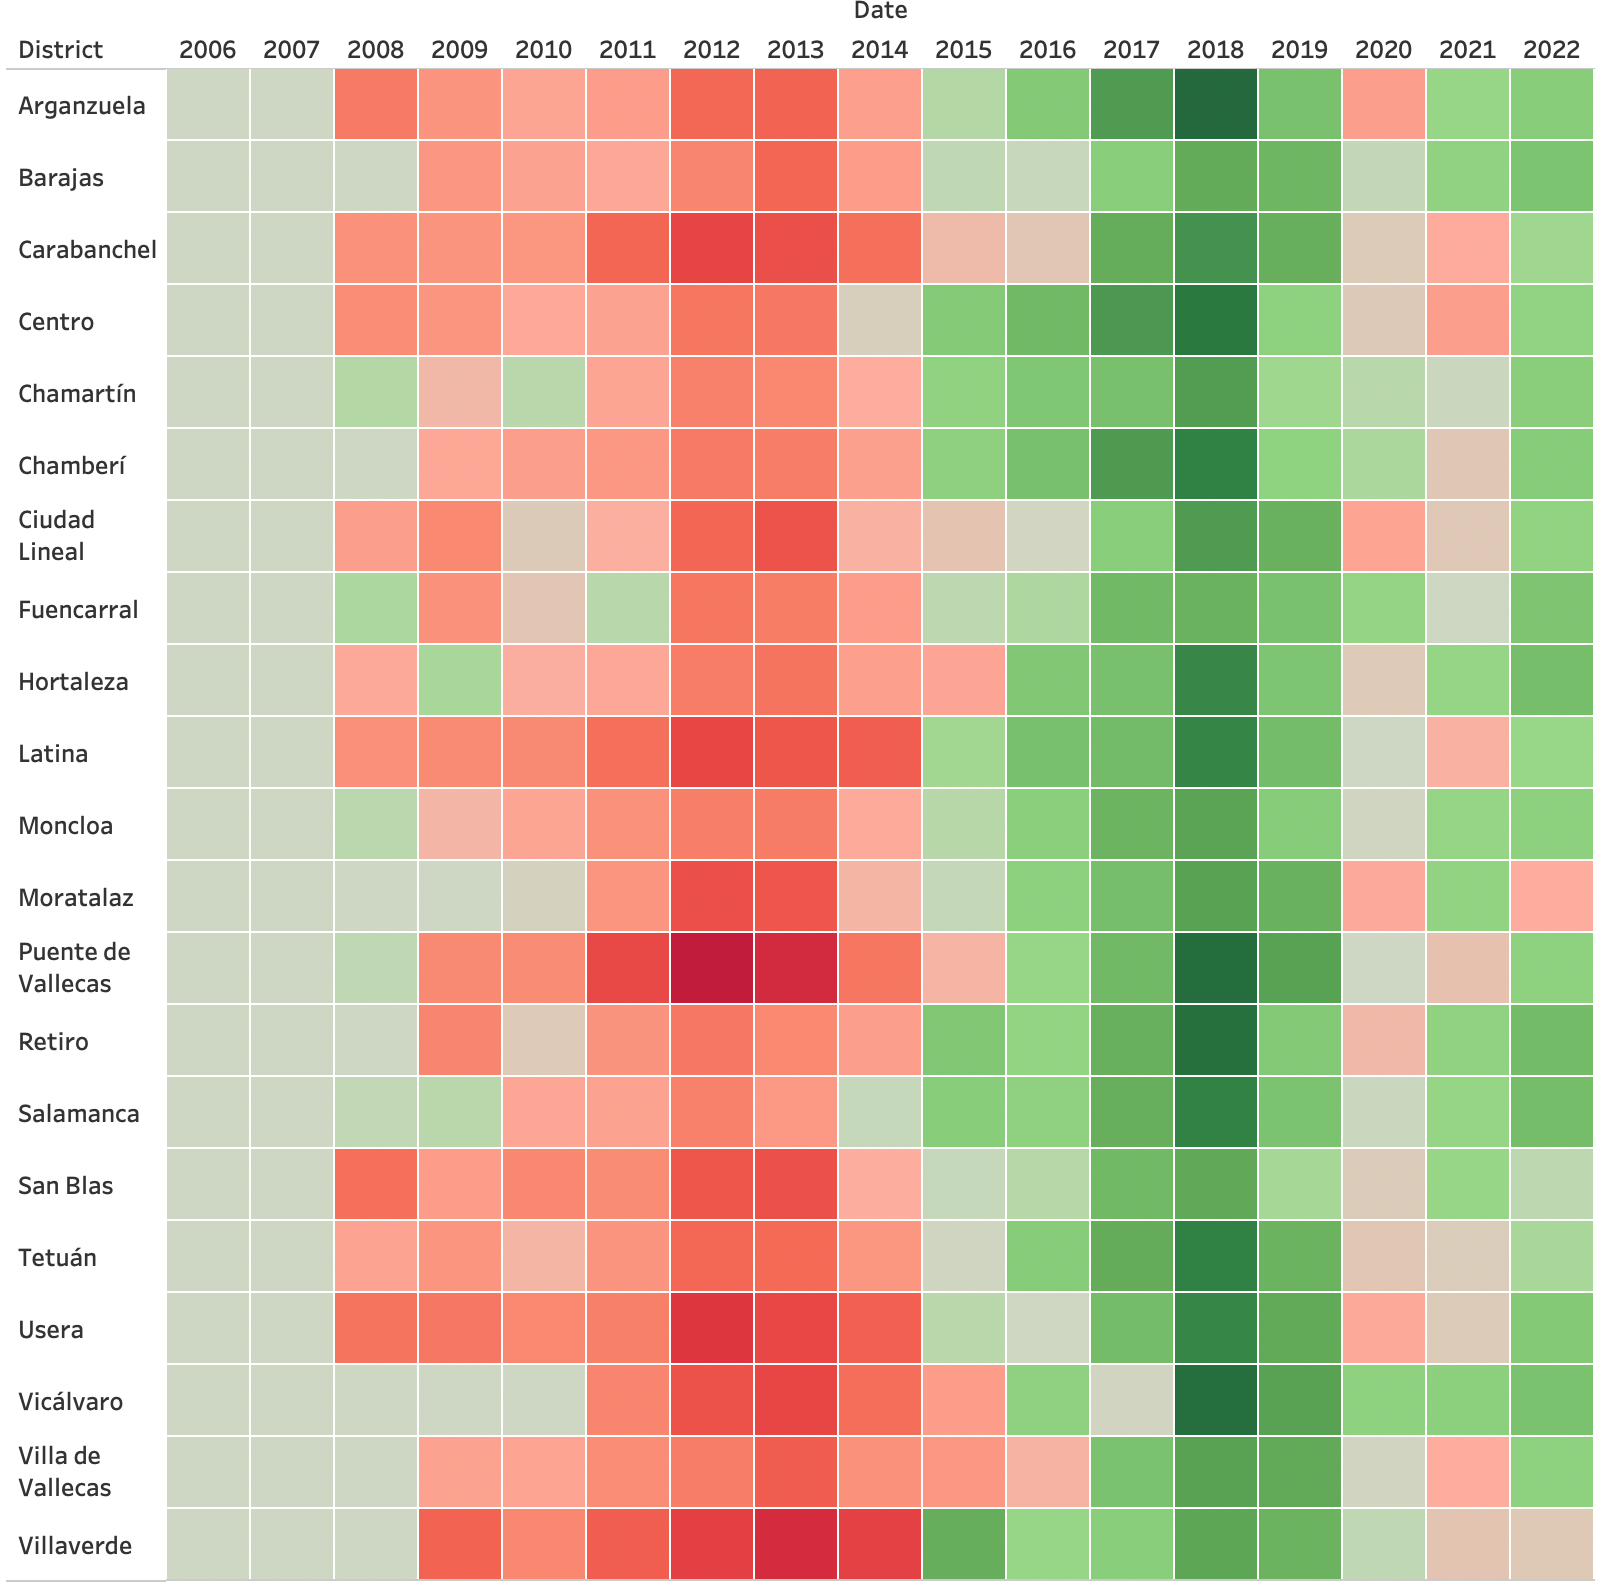 Date
District 2006 2007 2008 2009 2010 2011 2012 2013 2014 2015 2016 2017 2018 2019 2020 2021 2022
Arganzuela
Barajas
Carabanchel
Centro
Chamartín
Chamberí
Ciudad
Lineal
Fuencarral
Hortaleza
Latina
Moncloa
Moratalaz
Puente de
Vallecas
Retiro
Salamanca
San Blas
Tetuán
Usera
Vicálvaro
Villa de
Vallecas
Villaverde